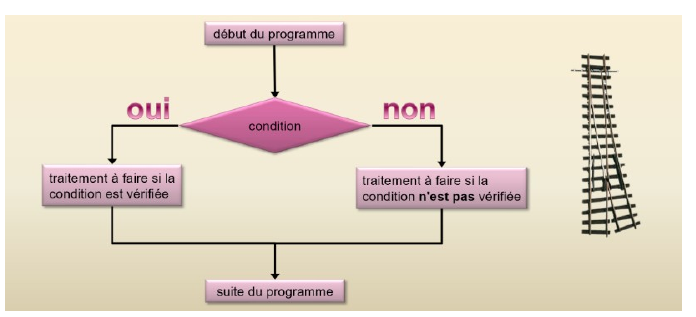 début du programme
oui
non
condition
traitement à faire si la
condition est vérifiée
traitement à faire si la
condition n'est pas vérifiée
suite du programme